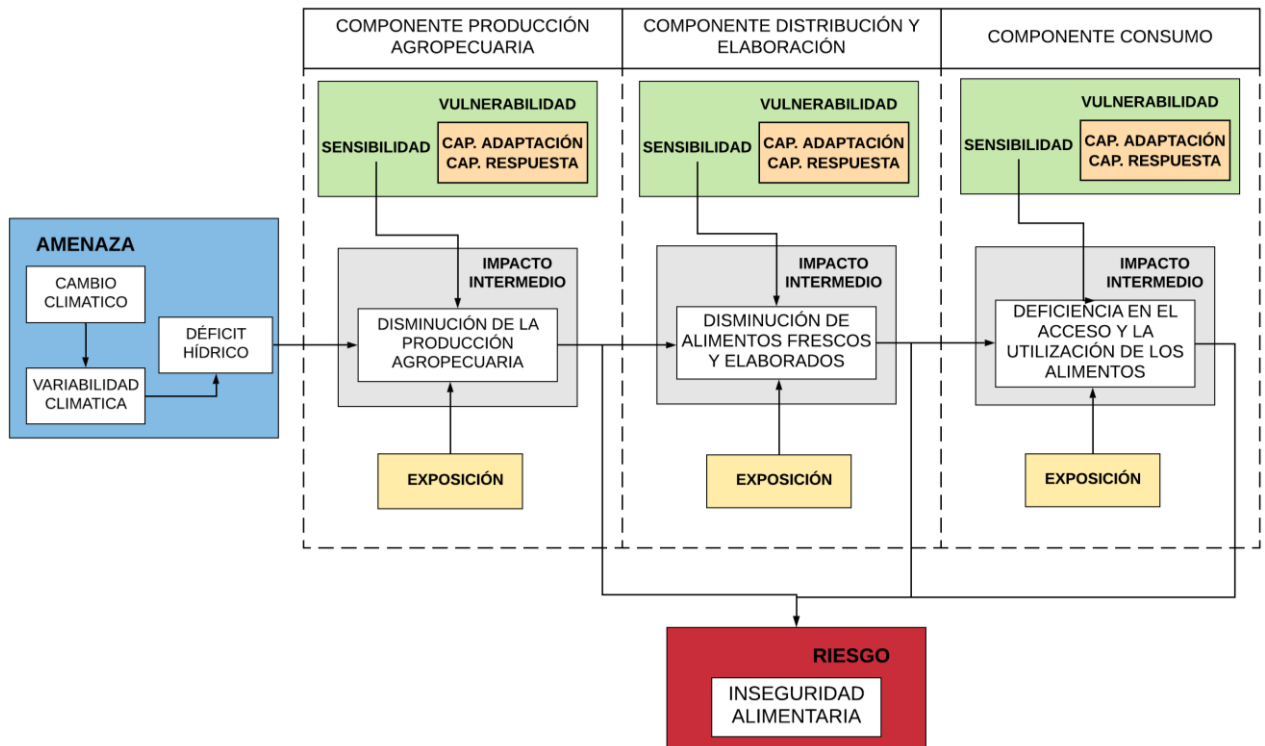 COMPONENTE PRODUCCIÓN
AGROPECUARIA
COMPONENTE DISTRIBUCIÓN Y
ELABORACIÓN
COMPONENTE CONSUMO
VULNERABILIDAD
SENSIBILIDAD
CAP. ADAPTACIÓN
CAP. RESPUESTA
VULNERABILIDAD
SENSIBILIDAD
CAP. ADAPTACIÓN
CAP. RESPUESTA
VULNERABILIDAD
SENSIBILIDAD
CAP. ADAPTACIÓN
CAP. RESPUESTA
AMENAZA
CAMBIO
CLIMATICO
VARIABILIDAD
CLIMATICA
DÉFICIT
HÍDRICO
IMPACTO
INTERMEDIO
DISMINUCIÓN DE LA
PRODUCCIÓN
AGROPECUARIA
IMPACTO
INTERMEDIO
DISMINUCIÓN DE
ALIMENTOS FRESCOS
Y ELABORADOS
IMPACTO
INTERMEDIO
DEFICIENCIA EN EL
ACCESO Y LA
UTILIZACIÓN DE LOS
ALIMENTOS
EXPOSICIÓN
EXPOSICIÓN
EXPOSICIÓN
RIESGO
INSEGURIDAD
ALIMENTARIA